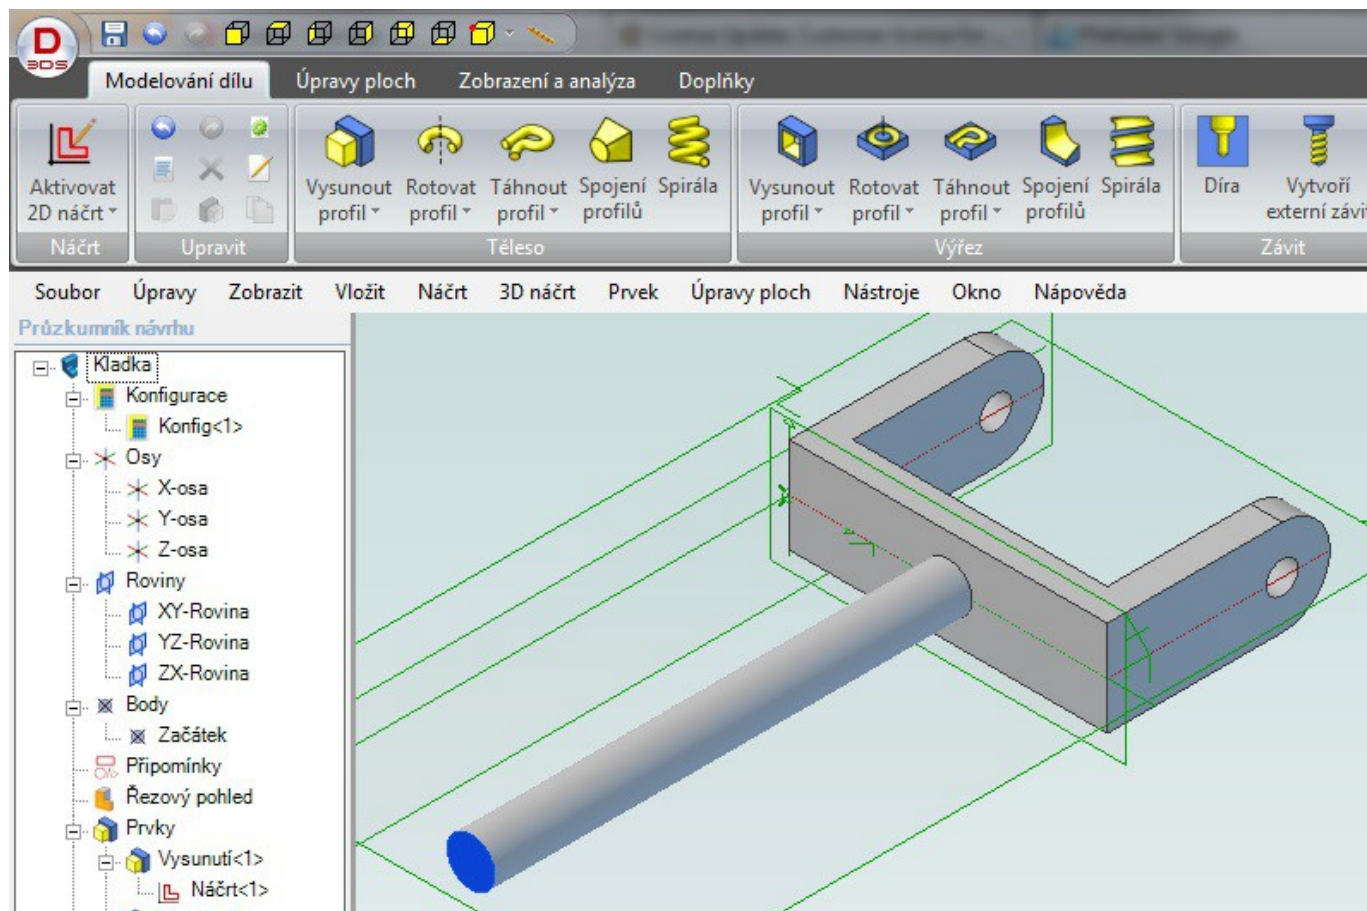 D
3DS
Modelování dílu Úpravy ploch Zobrazení a analýza Doplňky
Aktivovat 2D náčrt
Vysunout profil
Rotovat profil
Táhnout profil
Spojení profilů
Spirála
Vysunout profil
Rotovat profil
Táhnout profil
Spojení profilů
Spirála
Díra
Vytvoří externí závit
Náčrt Upravit Těleso Výřez Závit
Soubor Úpravy Zobrazit Vložit Náčrt 3D náčrt Prvek Úpravy ploch Nástroje Okno Nápověda
Průzkumník návrhu
Kladka
Konfigurace
Konfig<1>
Osy
X-osa
Y-osa
Z-osa
Roviny
XY-Rovina
YZ-Rovina
ZX-Rovina
Body
Začátek
Připomínky
Řezový pohled
Prvky
Vysunutí<1>
Náčrt<1>